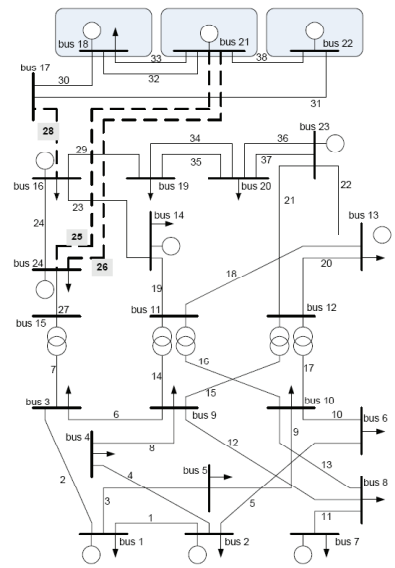 bus 18
bus 21
bus 22
33
38
32
bus 17
30
31
28
bus 23
34
36
29
35
37
bus 16
bus 19
bus 20
22
23
21
24
bus 14
bus 13
25
26
bus 24
18
20
19
27
bus 11
bus 12
bus 15
16
7
14
17
15
bus 3
bus 9
bus 10
6
10
bus 6
9
bus 4
8
12
bus 5
13
4
2
bus 8
3
5
11
1
bus 1
bus 2
bus 7